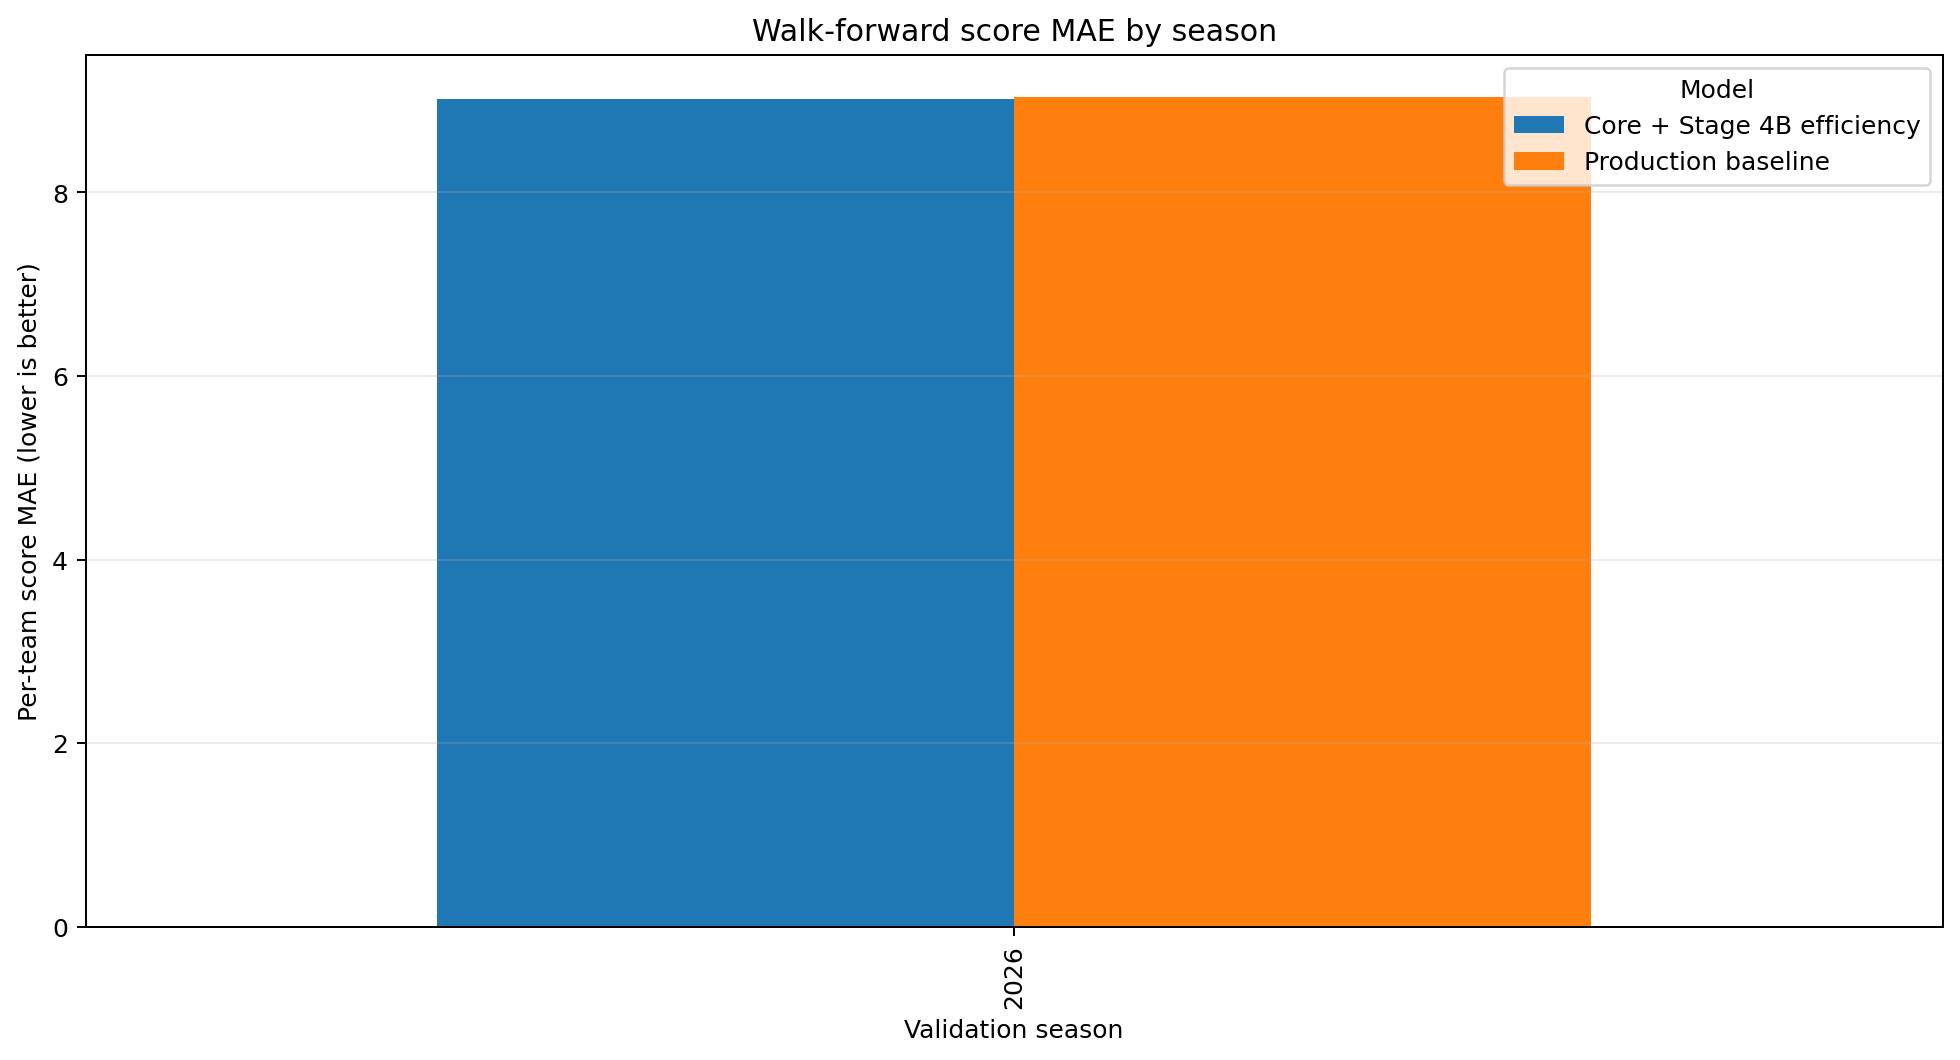 Walk-forward score MAE by season
Model
Core + Stage 4B efficiency
Production baseline
Per-team score MAE (lower is better)
8
6
4
2
0
2026
Validation season